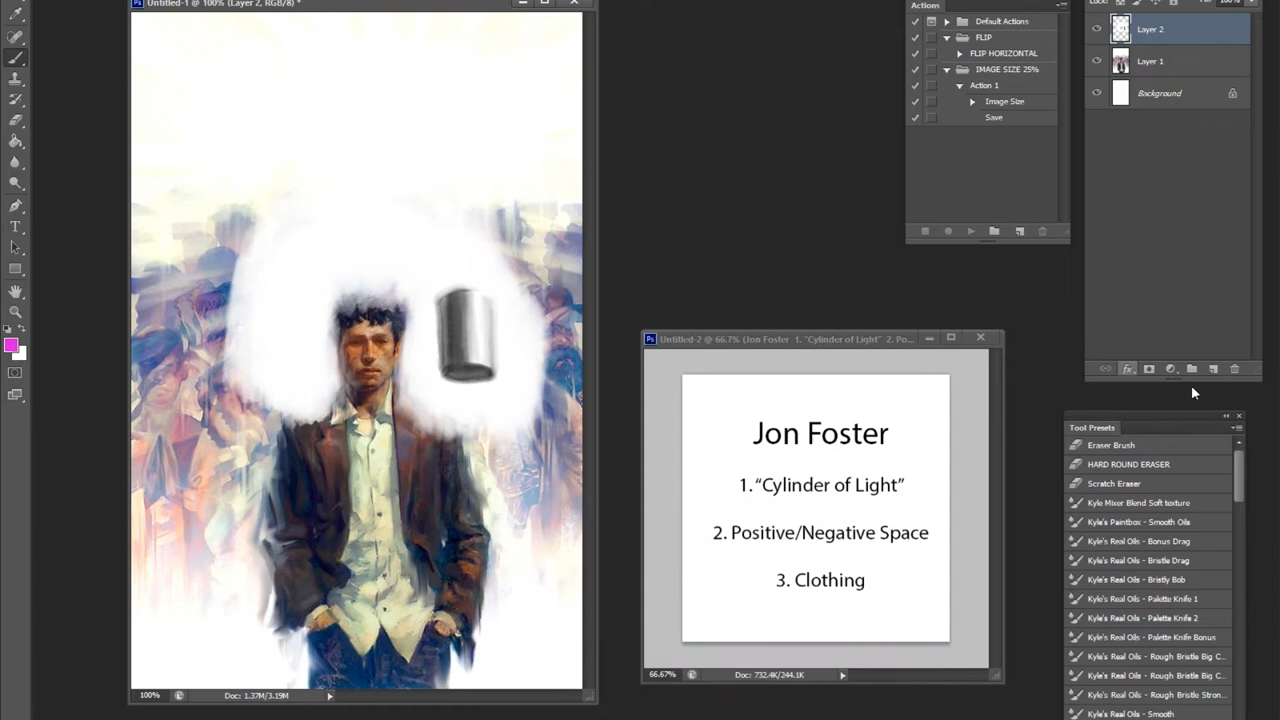 Untitled-1 @ 100% (Layer 2, RGB/8) *
100%
Doc: 1.37M/3.19M
Actions
Default Actions
FLIP
FLIP HORIZONTAL
IMAGE SIZE 25%
Action 1
Image Size
Save
Layer 2
Layer 1
Background
Untitled-2 @ 66.7% (Jon Foster 1. "Cylinder of Light" 2. Po...
Jon Foster
1. “Cylinder of Light”
2. Positive/Negative Space
3. Clothing
66.67%
Doc: 732.4K/244.1K
Tool Presets
Eraser Brush
HARD ROUND ERASER
Scratch Eraser
Kyle Mixer Blend Soft texture
Kyle's Paintbox - Smooth Oils
Kyle's Real Oils - Bonus Drag
Kyle's Real Oils - Bristle Drag
Kyle's Real Oils - Bristly Bob
Kyle's Real Oils - Palette Knife 1
Kyle's Real Oils - Palette Knife 2
Kyle's Real Oils - Palette Knife Bonus
Kyle's Real Oils - Rough Bristle Big C...
Kyle's Real Oils - Rough Bristle Big C...
Kyle's Real Oils - Rough Bristle Stron...
Kyle's Real Oils - Smooth